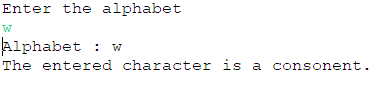 Enter the alphabet
w
Alphabet : w
The entered character is a consonent.